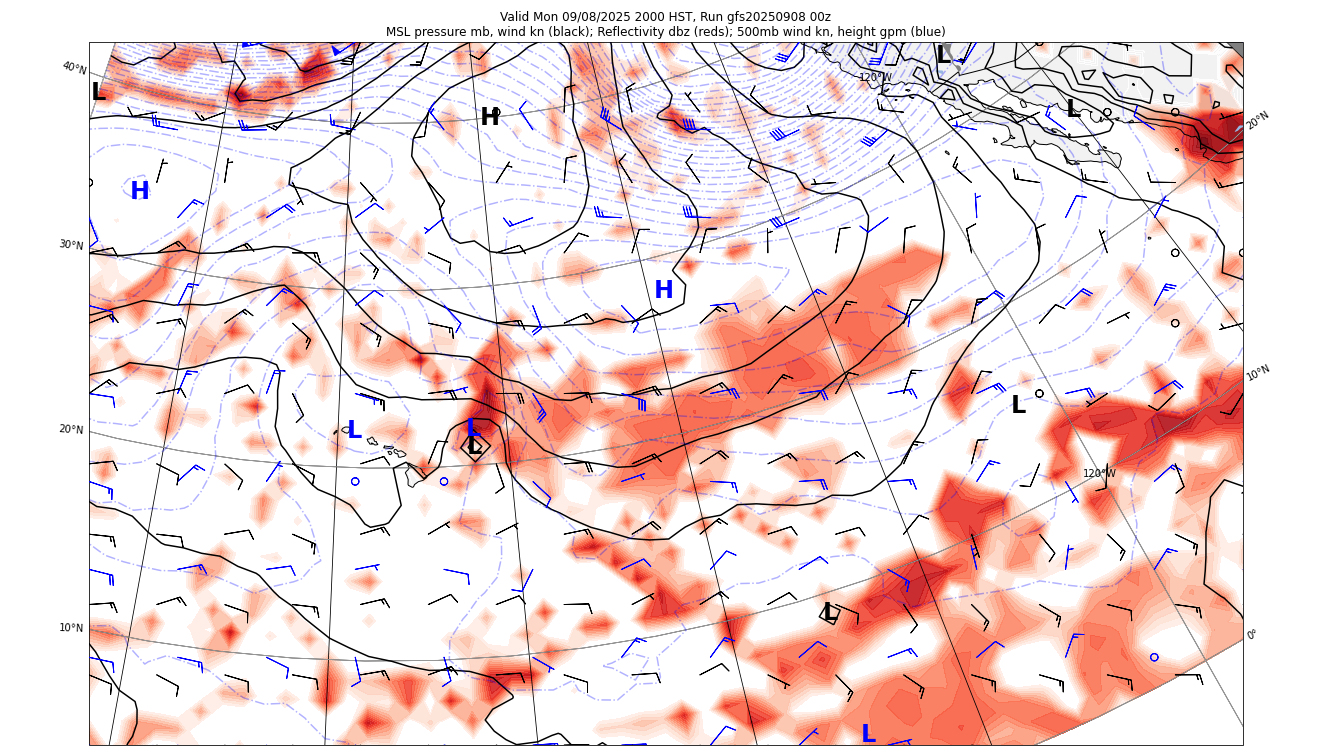 Valid Mon 09/08/2025 2000 HST, Run gfs20250908 00z
MSL pressure mb, wind kn (black); Reflectivity dbz (reds); 500mb wind kn, height gpm (blue)
L
120°W
40°N
L
L
H
20°N
H
30°N
H
10°N
L
L
L
20°N
L
120°W
L
10°N
0°
L